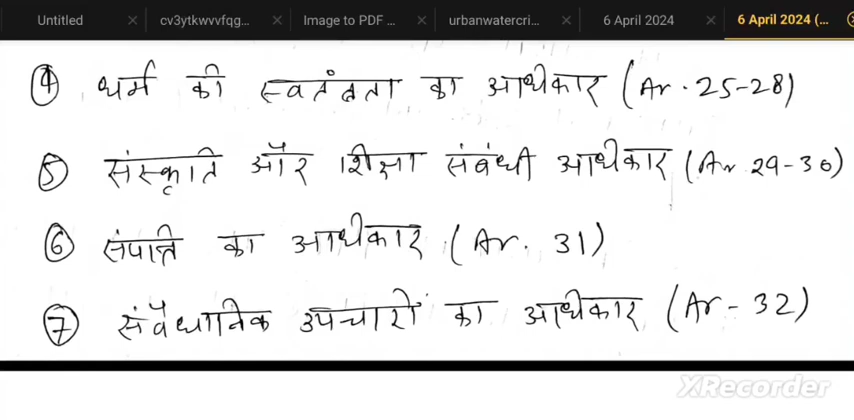 Untitled cv3ytkwvvfqg... Image to PDF ... urbanwatercri... 6 April 2024 6 April 2024 (...
④ धर्म की स्वतंत्रता का अधिकार (Ar. 25-28)
⑤ संस्कृति और शिक्षा संबंधी अधिकार (Ar 29-30)
⑥ संपत्ति का अधिकार (Ar. 31)
⑦ संवैधानिक उपचारों का अधिकार (Ar - 32)
XRecorder